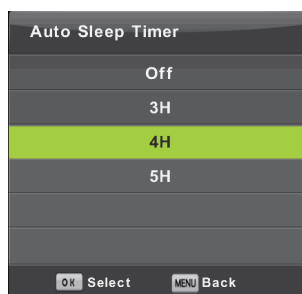 Auto Sleep Timer
Off
3H
4H
5H
OK Select MENU Back